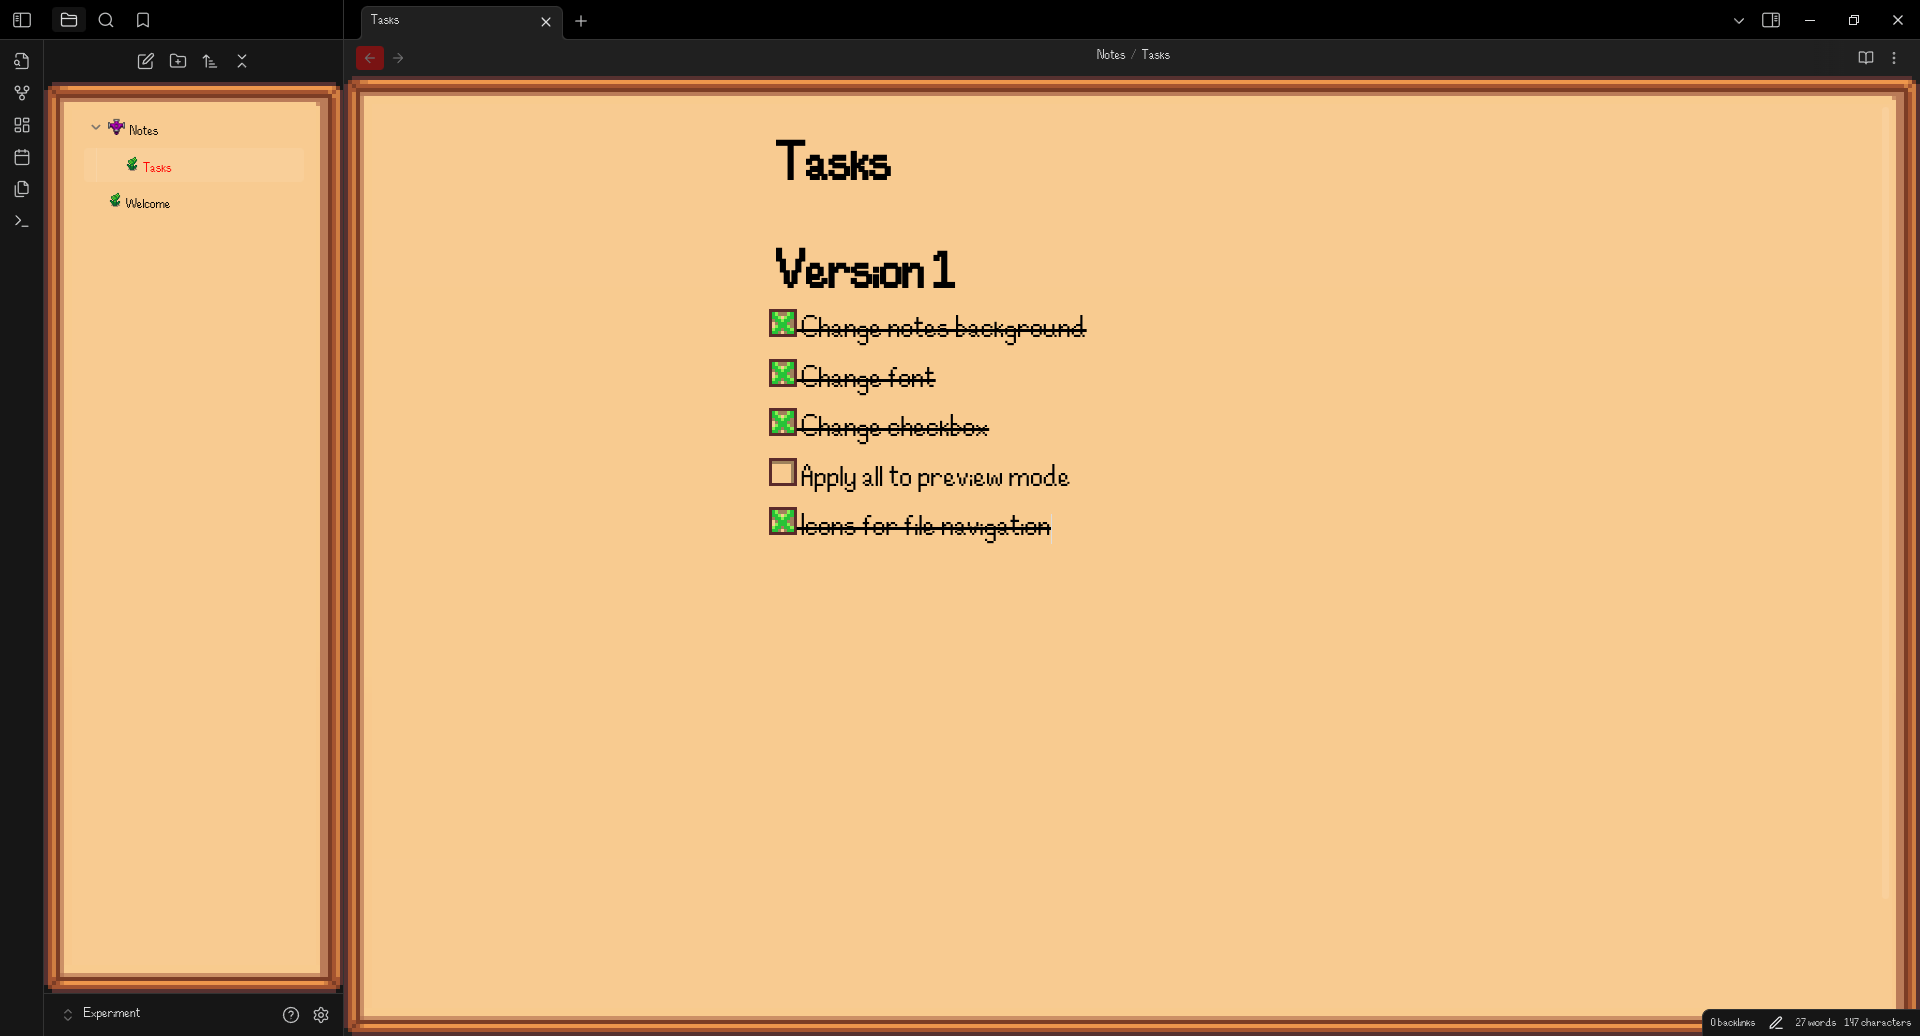 Tasks
Notes / Tasks
Notes
Tasks
Welcome
Tasks
Version 1
Change notes background
Change font
Change checkbox
Apply all to preview mode
Icons for file navigation
Experiment
0 backlinks 27 words 147 characters